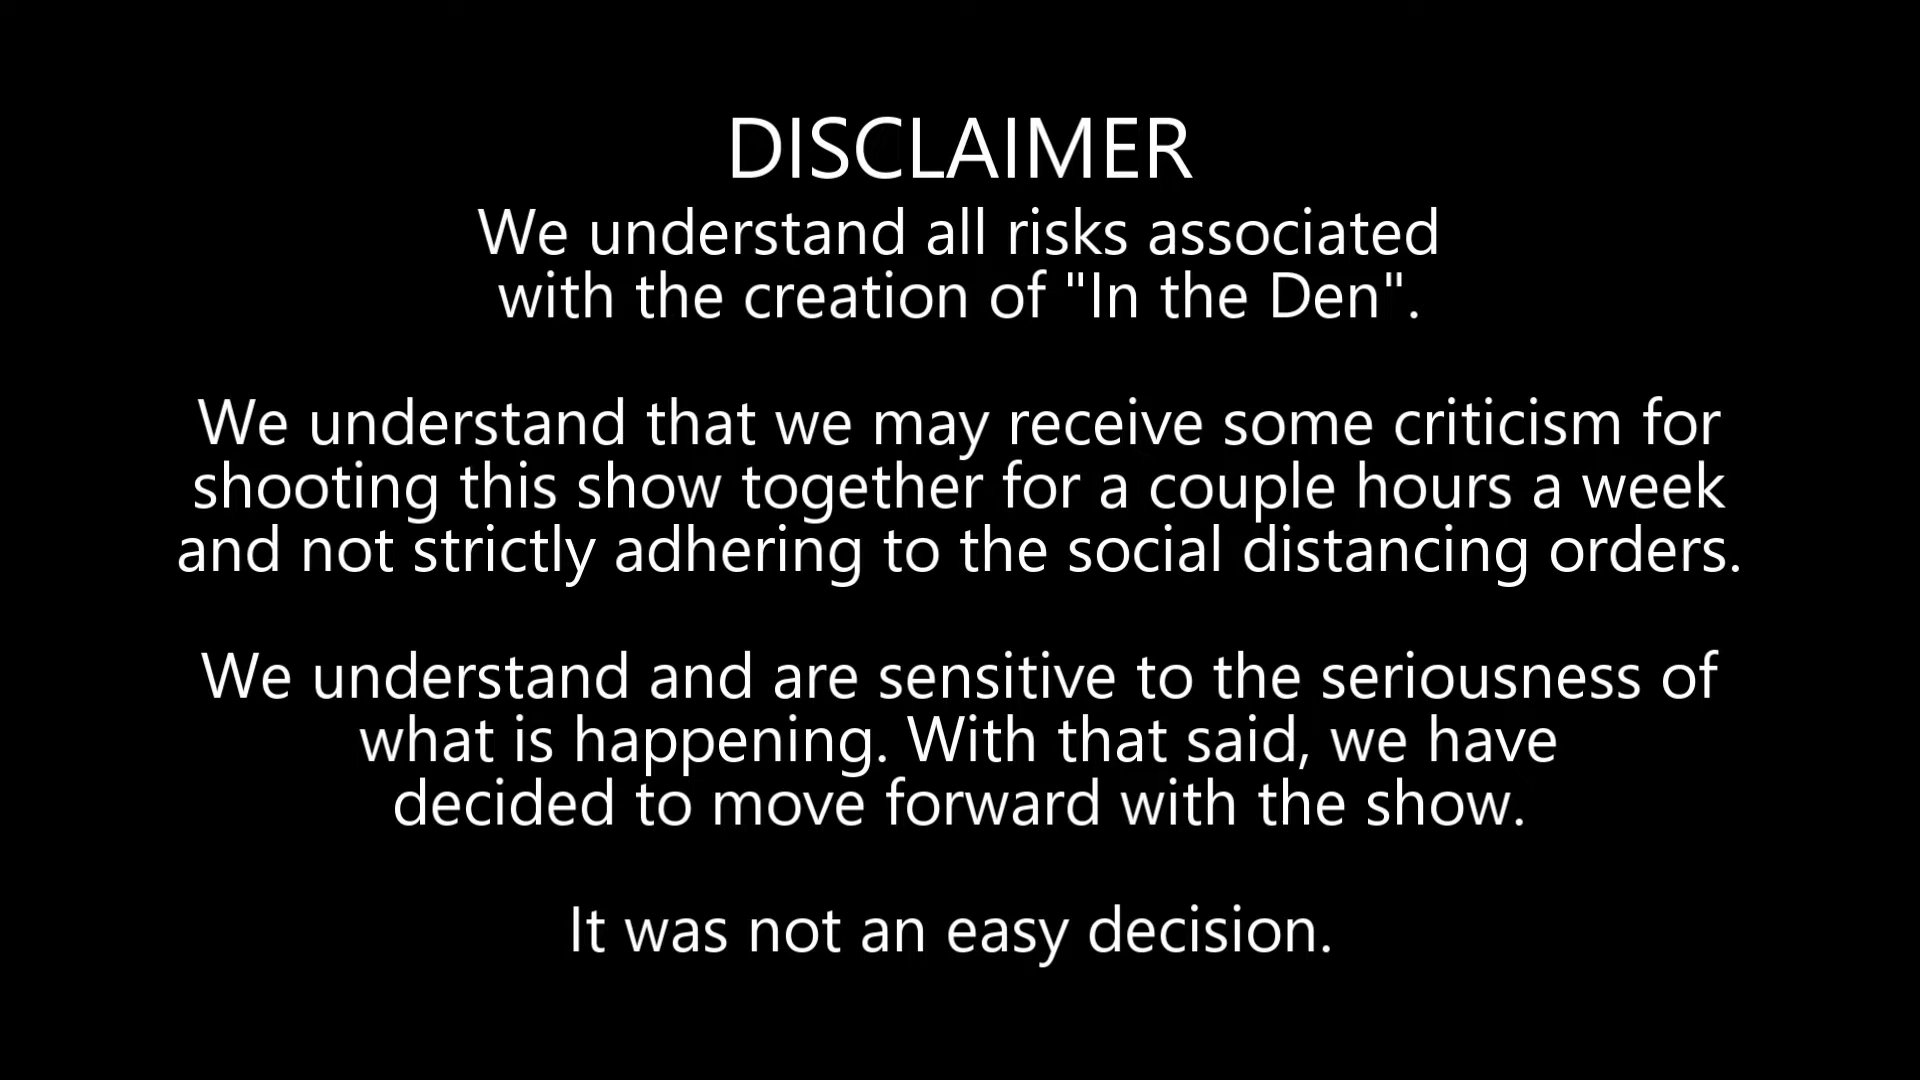 DISCLAIMER
We understand all risks associated
with the creation of "In the Den".
We understand that we may receive some criticism for
shooting this show together for a couple hours a week
and not strictly adhering to the social distancing orders.
We understand and are sensitive to the seriousness of
what is happening. With that said, we have
decided to move forward with the show.
It was not an easy decision.